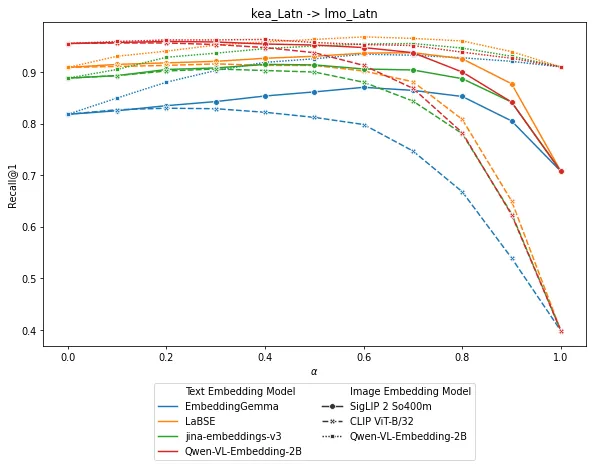 kea_Latn -> lmo_Latn
Recall@1
0.9
0.8
0.7
0.6
0.5
0.4
0.0
0.2
0.4
0.6
0.8
1.0
α
Text Embedding Model
EmbeddingGemma
LaBSE
jina-embeddings-v3
Qwen-VL-Embedding-2B
Image Embedding Model
SigLIP 2 So400m
CLIP ViT-B/32
Qwen-VL-Embedding-2B